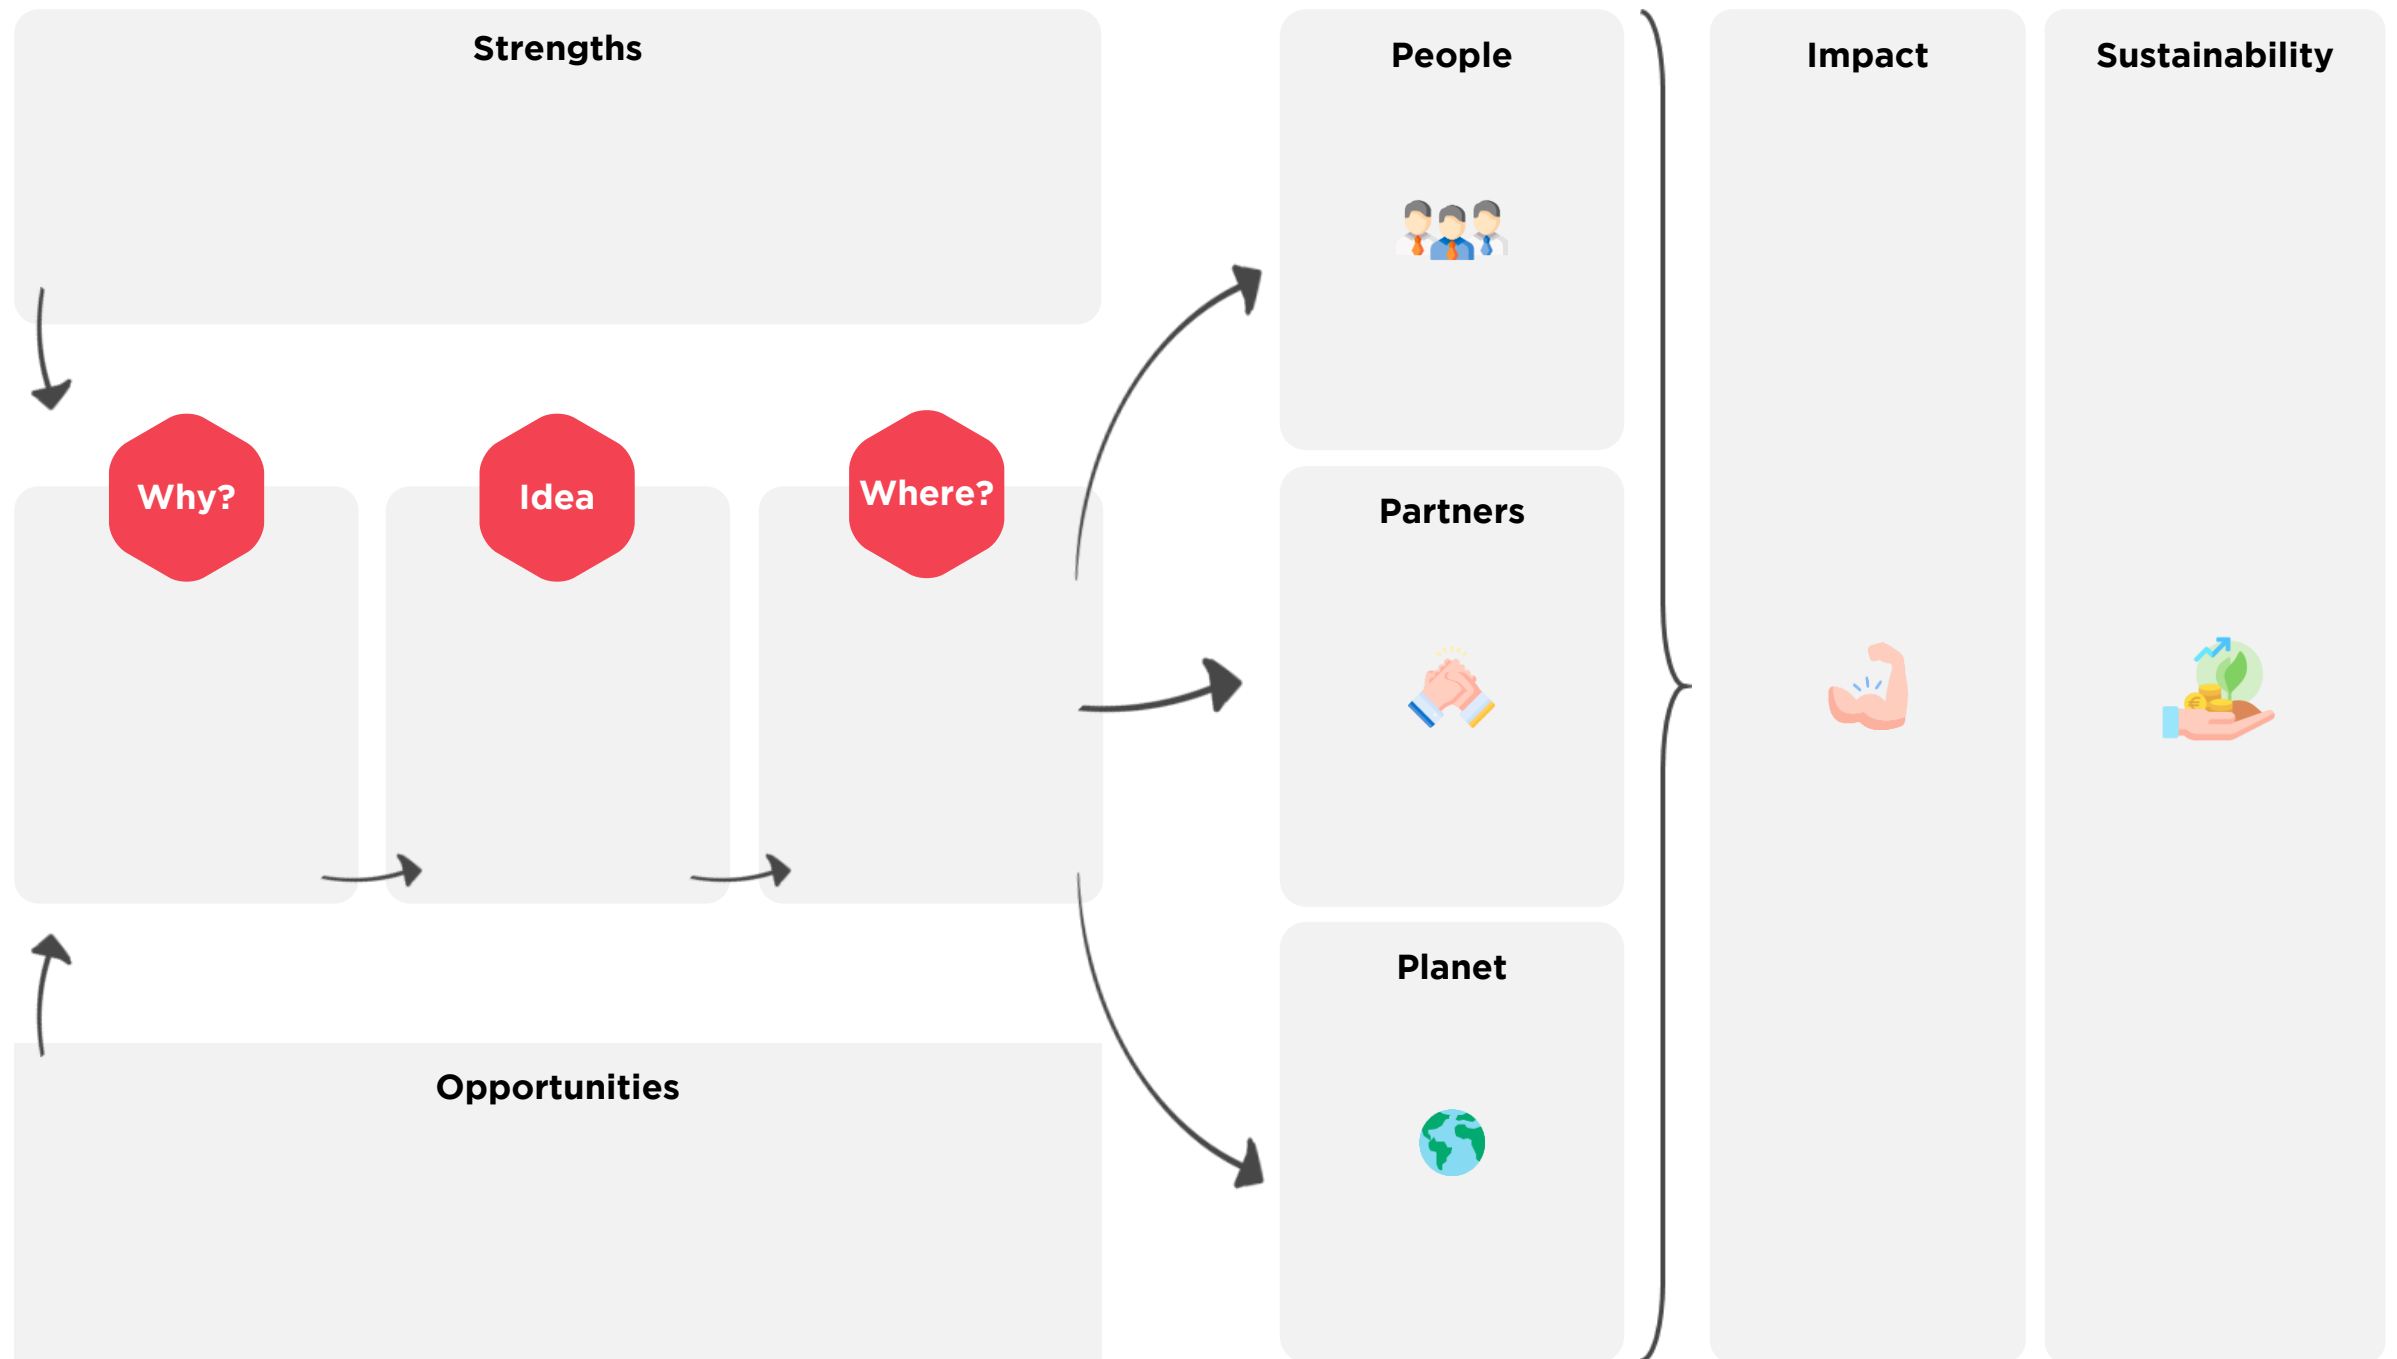 Strengths
Why?
Idea
Where?
Opportunities
People
Partners
Planet
Impact
Sustainability